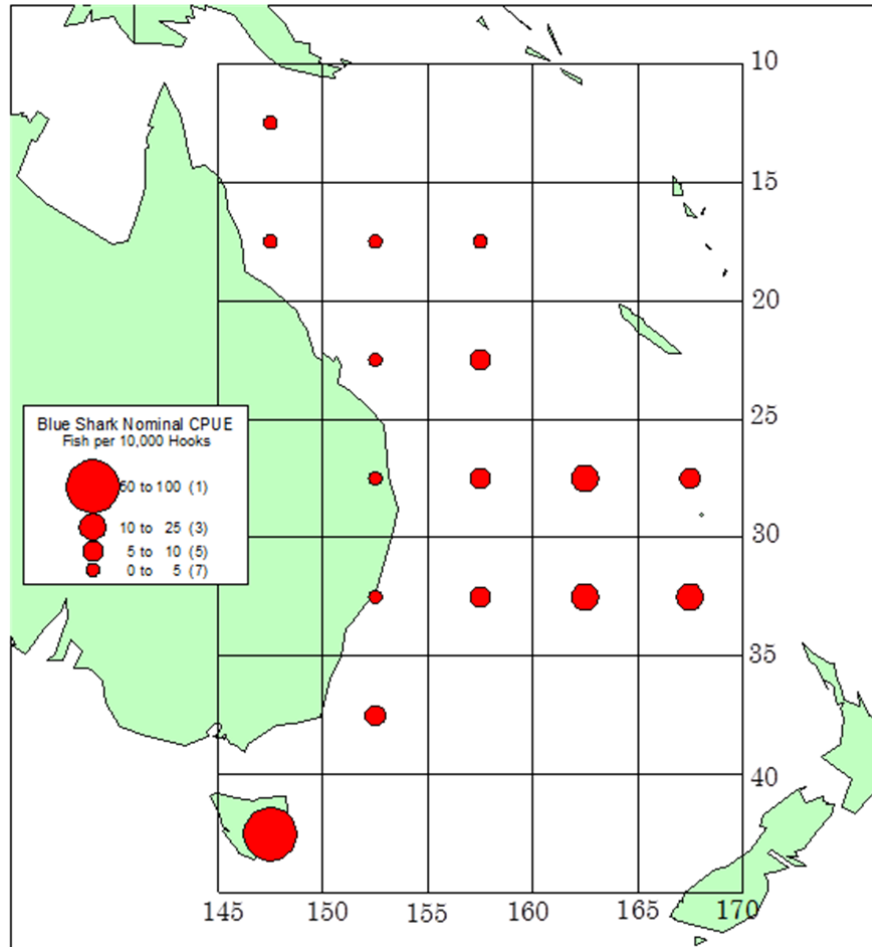 10
15
20
25
Blue Shark Nominal CPUE
Fish per 10,000 Hooks
50 to 100 (1)
10 to 25 (3)
5 to 10 (5)
0 to 5 (7)
30
35
40
145 150 155 160 165 170